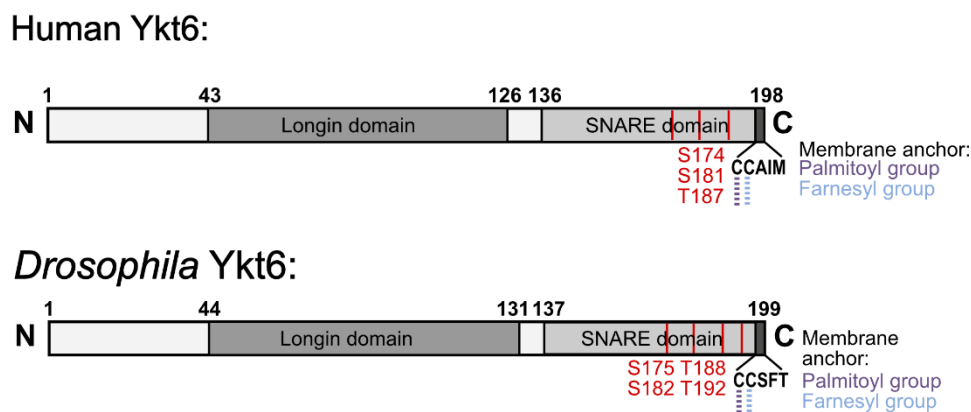 Human Ykt6:
1 43 126 136 198
N Longin domain SNARE domain C
S174
S181
T187
CCAIM
Membrane anchor:
Palmitoyl group
Farnesyl group
Drosophila Ykt6:
1 44 131 137 199
N Longin domain SNARE domain C
S175 T188
S182 T192
CCSFT
Membrane
anchor:
Palmitoyl group
Farnesyl group